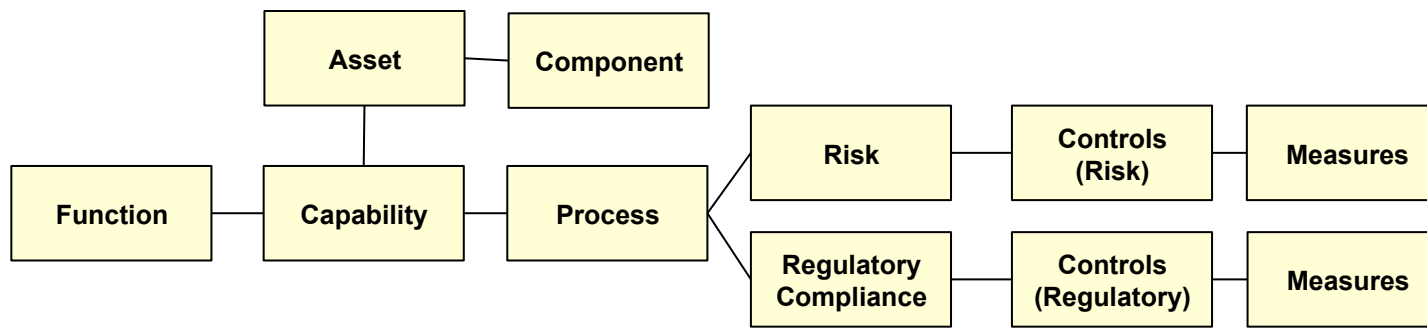 Asset
Component
Risk
Controls
(Risk)
Measures
Function
Capability
Process
Regulatory
Compliance
Controls
(Regulatory)
Measures